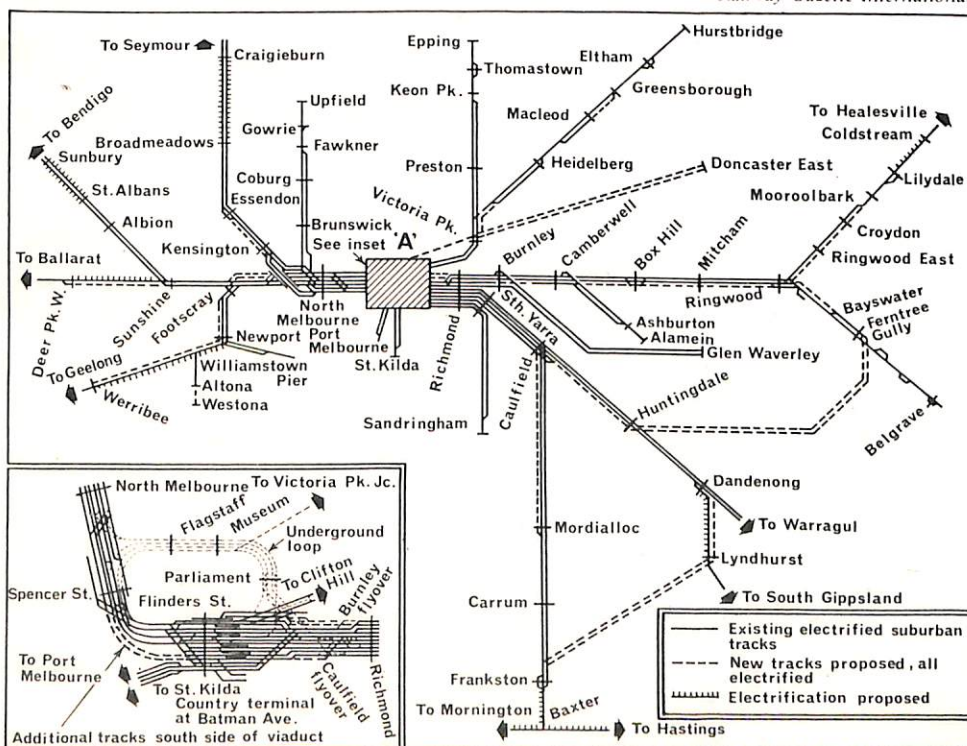 Railway Gazette International
To Seymour
Craigieburn
Epping
Thomastown
Keon Pk.
Hurstbridge
Eltham
Greensborough
To Bendigo
Sunbury
Broadmeadows
Upfield
Gowrie
Fawkner
Macleod
To Healesville
Coldstream
St. Albans
Coburg
Preston
Heidelberg
Doncaster East
Lilydale
Essendon
Mooroolbark
Albion
Brunswick
Victoria Pk.
Burnley
Camberwell
Box Hill
Mitcham
Croydon
Kensington
See inset 'A'
Ringwood East
To Ballarat
Ringwood
Bayswater
Ferntree
Gully
Deer Pk. W.
Sunshine
Footscray
North
Melbourne
Port
Melbourne
St. Kilda
Richmond
Sth. Yarra
Ashburton
Alamein
Glen Waverley
Newport
Williamstown
Pier
To Geelong
Altona
Westona
Werribee
Sandringham
Caulfield
Huntingdale
Belgrave
Dandenong
To Warragul
Mordialloc
Lyndhurst
Carrum
To South Gippsland
Frankston
To Mornington
Baxter
To Hastings
North Melbourne
To Victoria Pk. Jc.
Flagstaff
Museum
Underground
loop
Parliament
To Clifton
Hill
Spencer St.
Flinders St.
Burnley
flyover
To Port
Melbourne
To St. Kilda
Country terminal
at Batman Ave.
Caulfield
flyover
Richmond
Additional tracks south side of viaduct
Existing electrified suburban
tracks
New tracks proposed, all
electrified
Electrification proposed